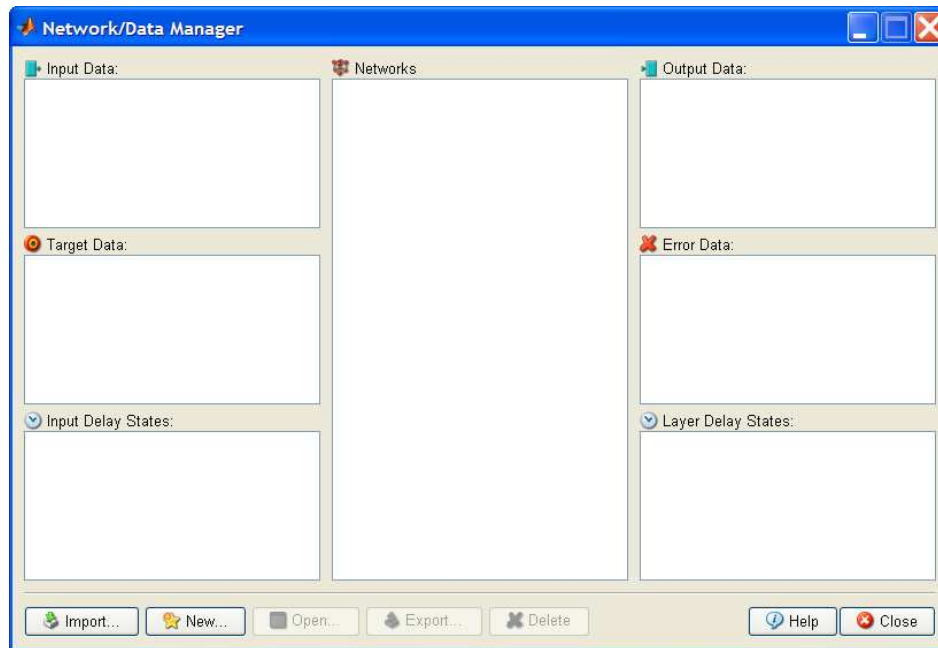 Network/Data Manager
Input Data:
Networks
Output Data:
Target Data:
Error Data:
Input Delay States:
Layer Delay States:
Import... New... Open... Export... Delete Help Close